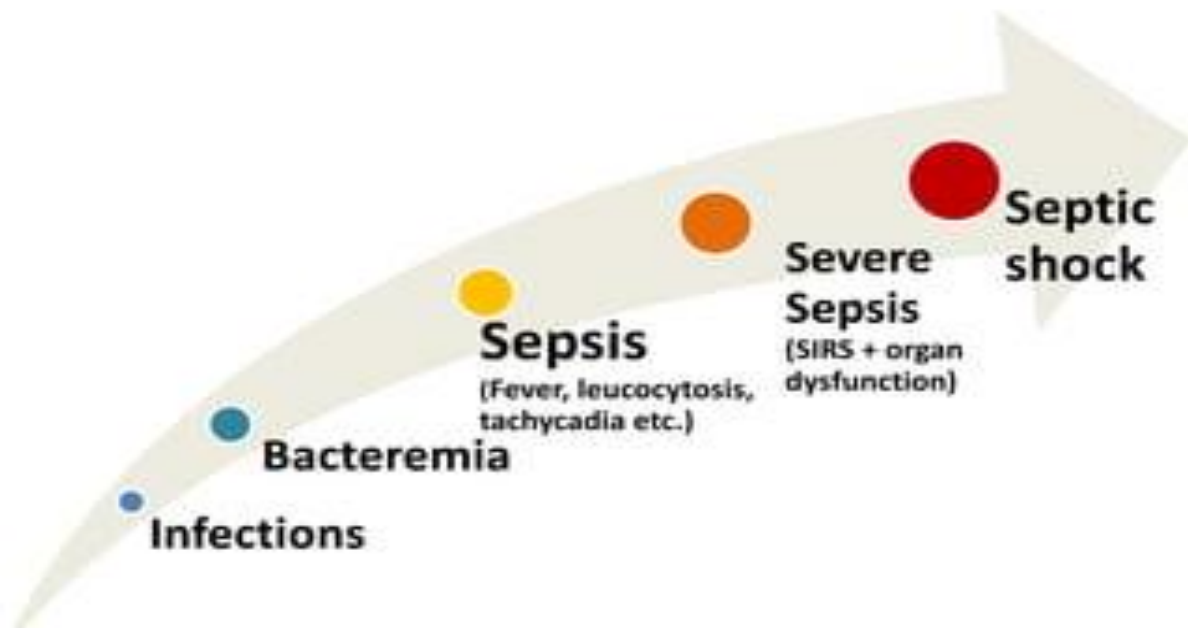 Infections
Bacteremia
Sepsis
(Fever, leucocytosis,
tachycadia etc.)
Severe
Sepsis
(SIRS + organ
dysfunction)
Septic
shock